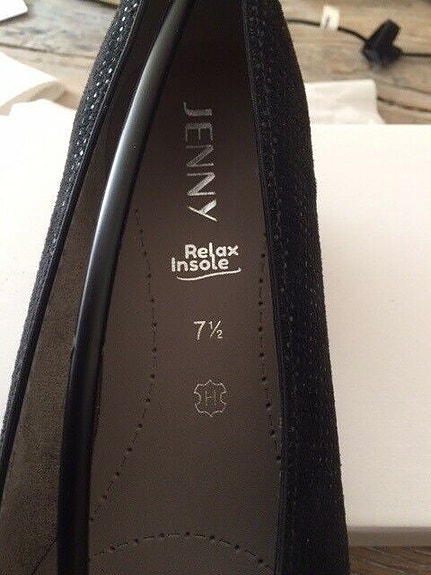 JENNY
Relax
Insole
7½
H